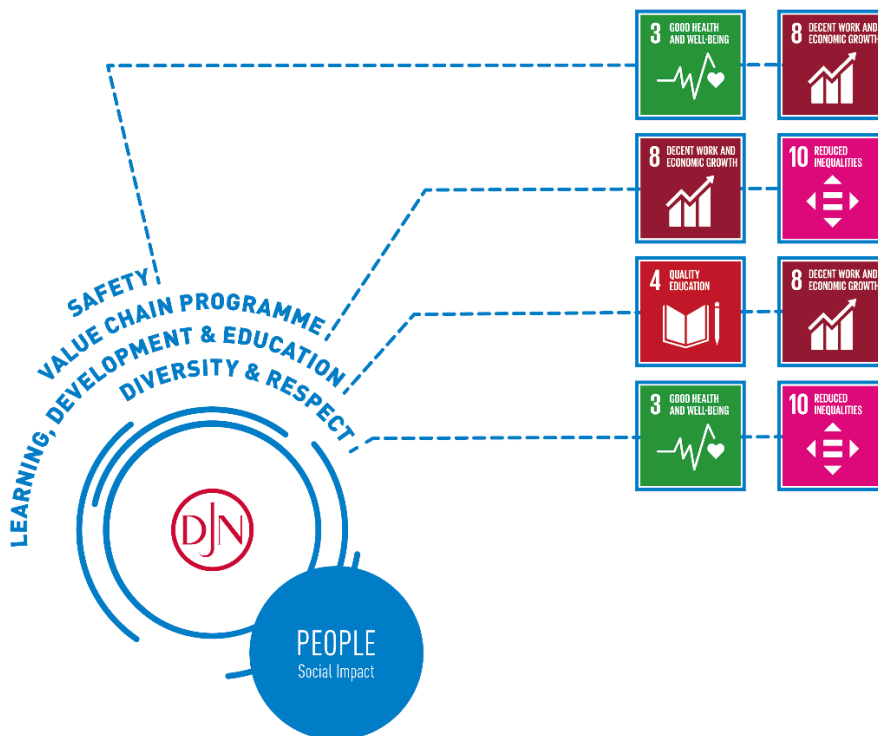 3 GOOD HEALTH
AND WELL-BEING
8 DECENT WORK AND
ECONOMIC GROWTH
8 DECENT WORK AND
ECONOMIC GROWTH
10 REDUCED
INEQUALITIES
4 QUALITY
EDUCATION
8 DECENT WORK AND
ECONOMIC GROWTH
3 GOOD HEALTH
AND WELL-BEING
10 REDUCED
INEQUALITIES
SAFETY
VALUE CHAIN PROGRAMME
LEARNING, DEVELOPMENT & EDUCATION
DIVERSITY & RESPECT
DJN
PEOPLE
Social Impact